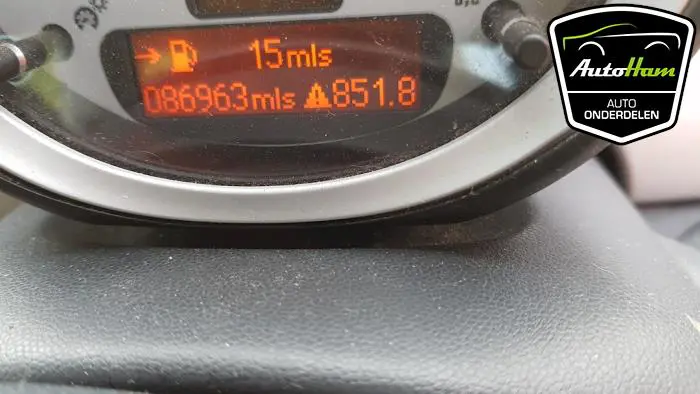 15mls
086963mls 851.8
AutoHam
AUTO
ONDERDELEN